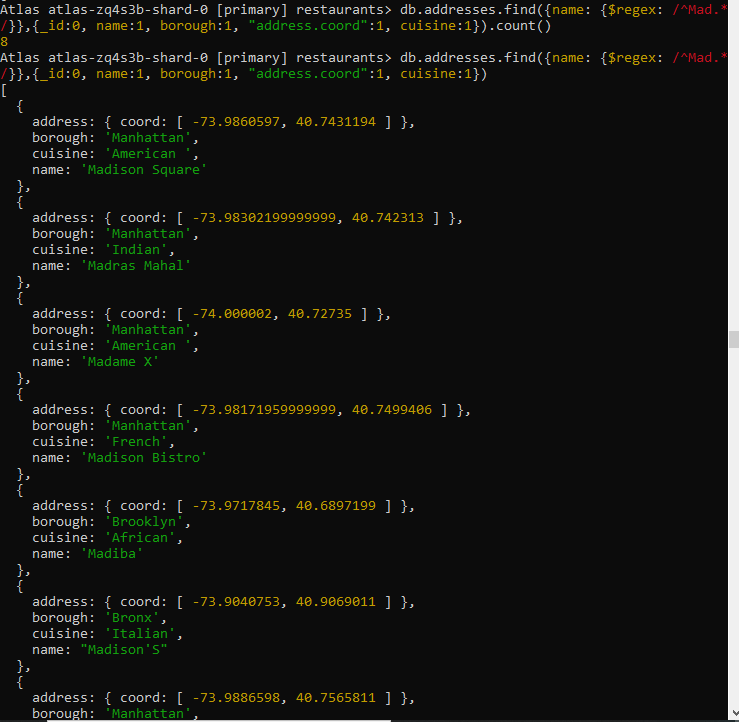 Atlas atlas-zq4s3b-shard-0 [primary] restaurants> db.addresses.find({name: {$regex: /^Mad.*
/}},{_id:0, name:1, borough:1, "address.coord":1, cuisine:1}).count()
8
Atlas atlas-zq4s3b-shard-0 [primary] restaurants> db.addresses.find({name: {$regex: /^Mad.*
/}},{_id:0, name:1, borough:1, "address.coord":1, cuisine:1})
[
  {
    address: { coord: [ -73.9860597, 40.7431194 ] },
    borough: 'Manhattan',
    cuisine: 'American ',
    name: 'Madison Square'
  },
  {
    address: { coord: [ -73.98302199999999, 40.742313 ] },
    borough: 'Manhattan',
    cuisine: 'Indian',
    name: 'Madras Mahal'
  },
  {
    address: { coord: [ -74.000002, 40.72735 ] },
    borough: 'Manhattan',
    cuisine: 'American ',
    name: 'Madame X'
  },
  {
    address: { coord: [ -73.98171959999999, 40.7499406 ] },
    borough: 'Manhattan',
    cuisine: 'French',
    name: 'Madison Bistro'
  },
  {
    address: { coord: [ -73.9717845, 40.6897199 ] },
    borough: 'Brooklyn',
    cuisine: 'African',
    name: 'Madiba'
  },
  {
    address: { coord: [ -73.9040753, 40.9069011 ] },
    borough: 'Bronx',
    cuisine: 'Italian',
    name: "Madison'S"
  },
  {
    address: { coord: [ -73.9886598, 40.7565811 ] },
    borough: 'Manhattan',